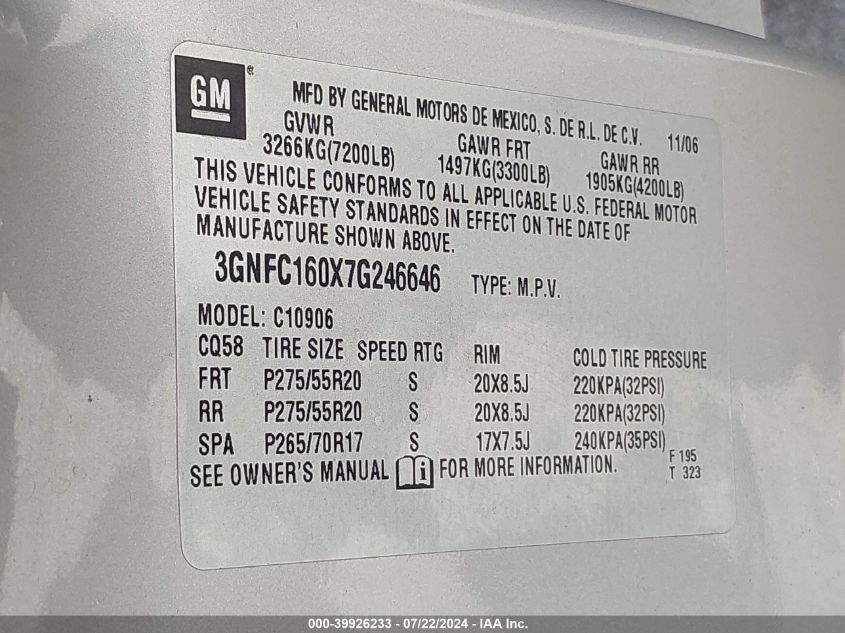 GM® MFD BY GENERAL MOTORS DE MEXICO, S. DE R.L. DE C.V. 11/06
GVWR GAWR FRT GAWR RR
3266KG(7200LB) 1497KG(3300LB) 1905KG(4200LB)
THIS VEHICLE CONFORMS TO ALL APPLICABLE U.S. FEDERAL MOTOR
VEHICLE SAFETY STANDARDS IN EFFECT ON THE DATE OF
MANUFACTURE SHOWN ABOVE.
3GNFC160X7G246646 TYPE: M.P.V.
MODEL: C10906
CQ58 TIRE SIZE SPEED RTG RIM COLD TIRE PRESSURE
FRT P275/55R20 S 20X8.5J 220KPA(32PSI)
RR P275/55R20 S 20X8.5J 220KPA(32PSI)
SPA P265/70R17 S 17X7.5J 240KPA(35PSI)
SEE OWNER'S MANUAL i FOR MORE INFORMATION. F 195
T 323
000-39926233 - 07/22/2024 - IAA Inc.